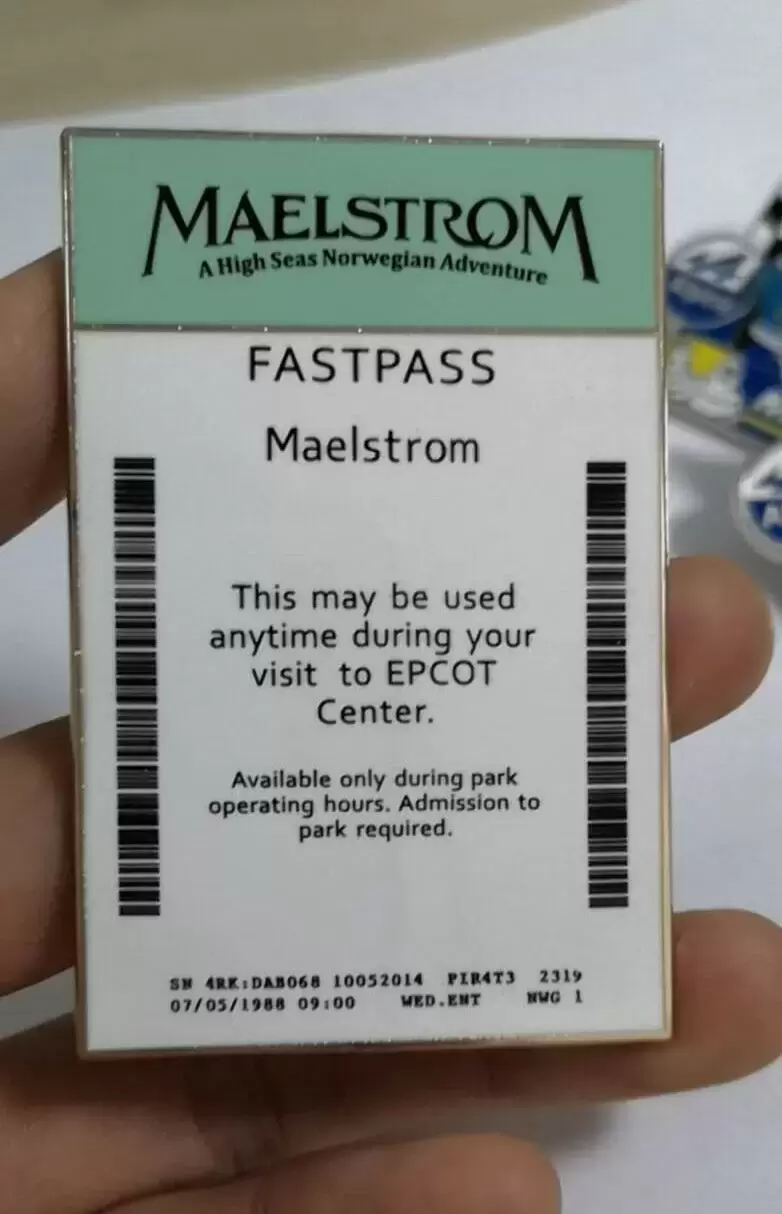 MAELSTROM
A High Seas Norwegian Adventure
FASTPASS
Maelstrom
This may be used
anytime during your
visit to EPCOT
Center.
Available only during park
operating hours. Admission to
park required.
SN 4RK:DAB068 10052014 PIR4T3 2319
07/05/1988 09:00 WED.ENT NWG 1